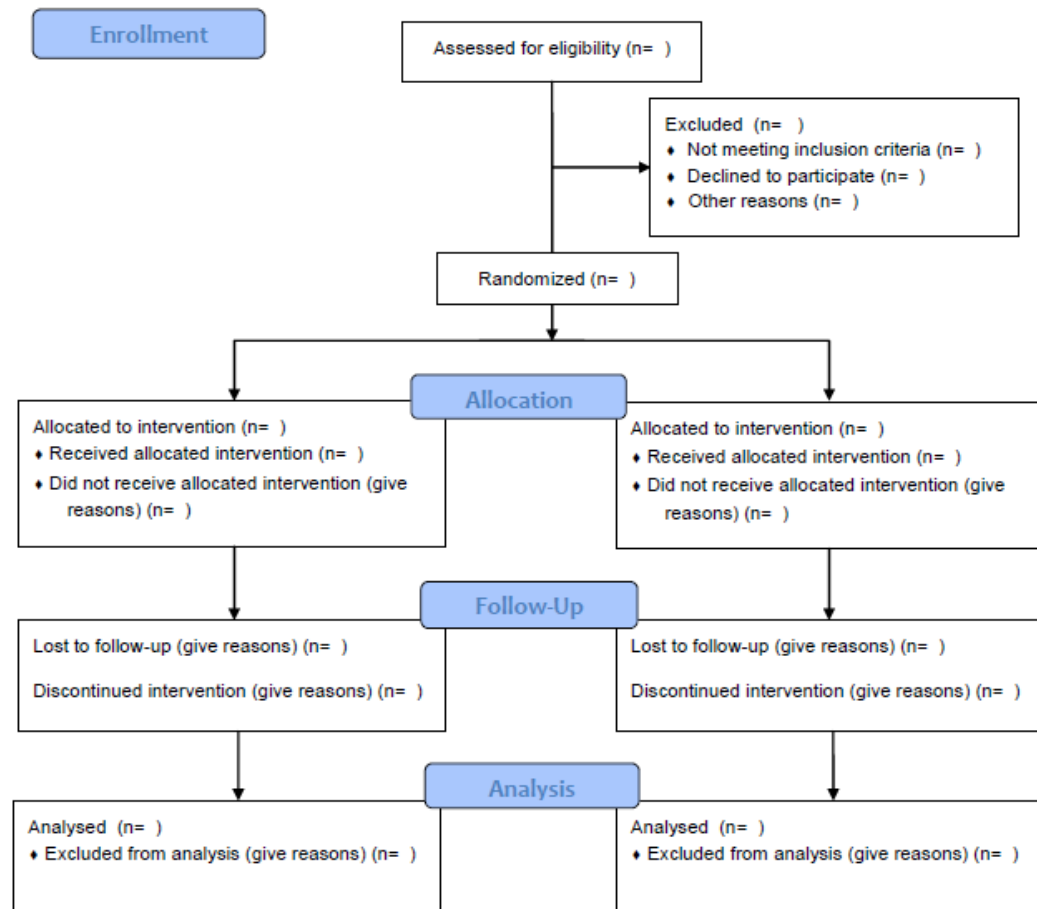 Enrollment
Assessed for eligibility (n=  )
Excluded  (n=  )
♦ Not meeting inclusion criteria (n=  )
♦ Declined to participate (n=  )
♦ Other reasons (n=  )
Randomized (n=  )
Allocation
Allocated to intervention (n=  )
♦ Received allocated intervention (n=  )
♦ Did not receive allocated intervention (give
reasons) (n=  )
Allocated to intervention (n=  )
♦ Received allocated intervention (n=  )
♦ Did not receive allocated intervention (give
reasons) (n=  )
Follow-Up
Lost to follow-up (give reasons) (n=  )
Discontinued intervention (give reasons) (n=  )
Lost to follow-up (give reasons) (n=  )
Discontinued intervention (give reasons) (n=  )
Analysis
Analysed  (n=  )
♦ Excluded from analysis (give reasons) (n=  )
Analysed  (n=  )
♦ Excluded from analysis (give reasons) (n=  )